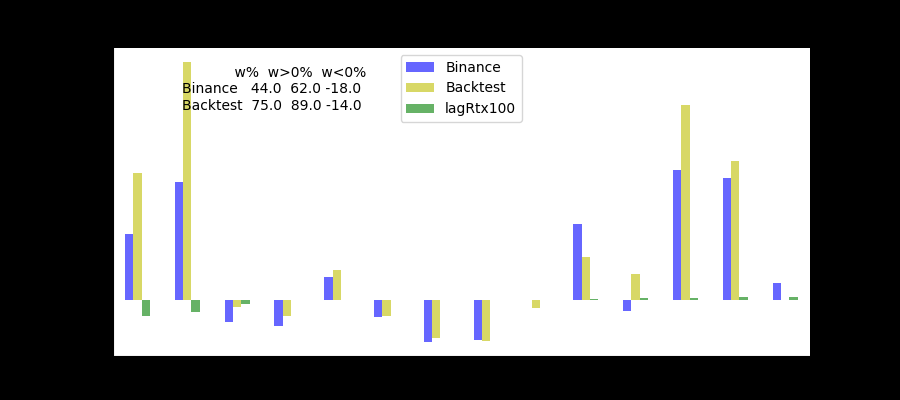 w% w>0% w<0%
Binance 44.0 62.0 -18.0
Backtest 75.0 89.0 -14.0
Binance
Backtest
lagRtx100